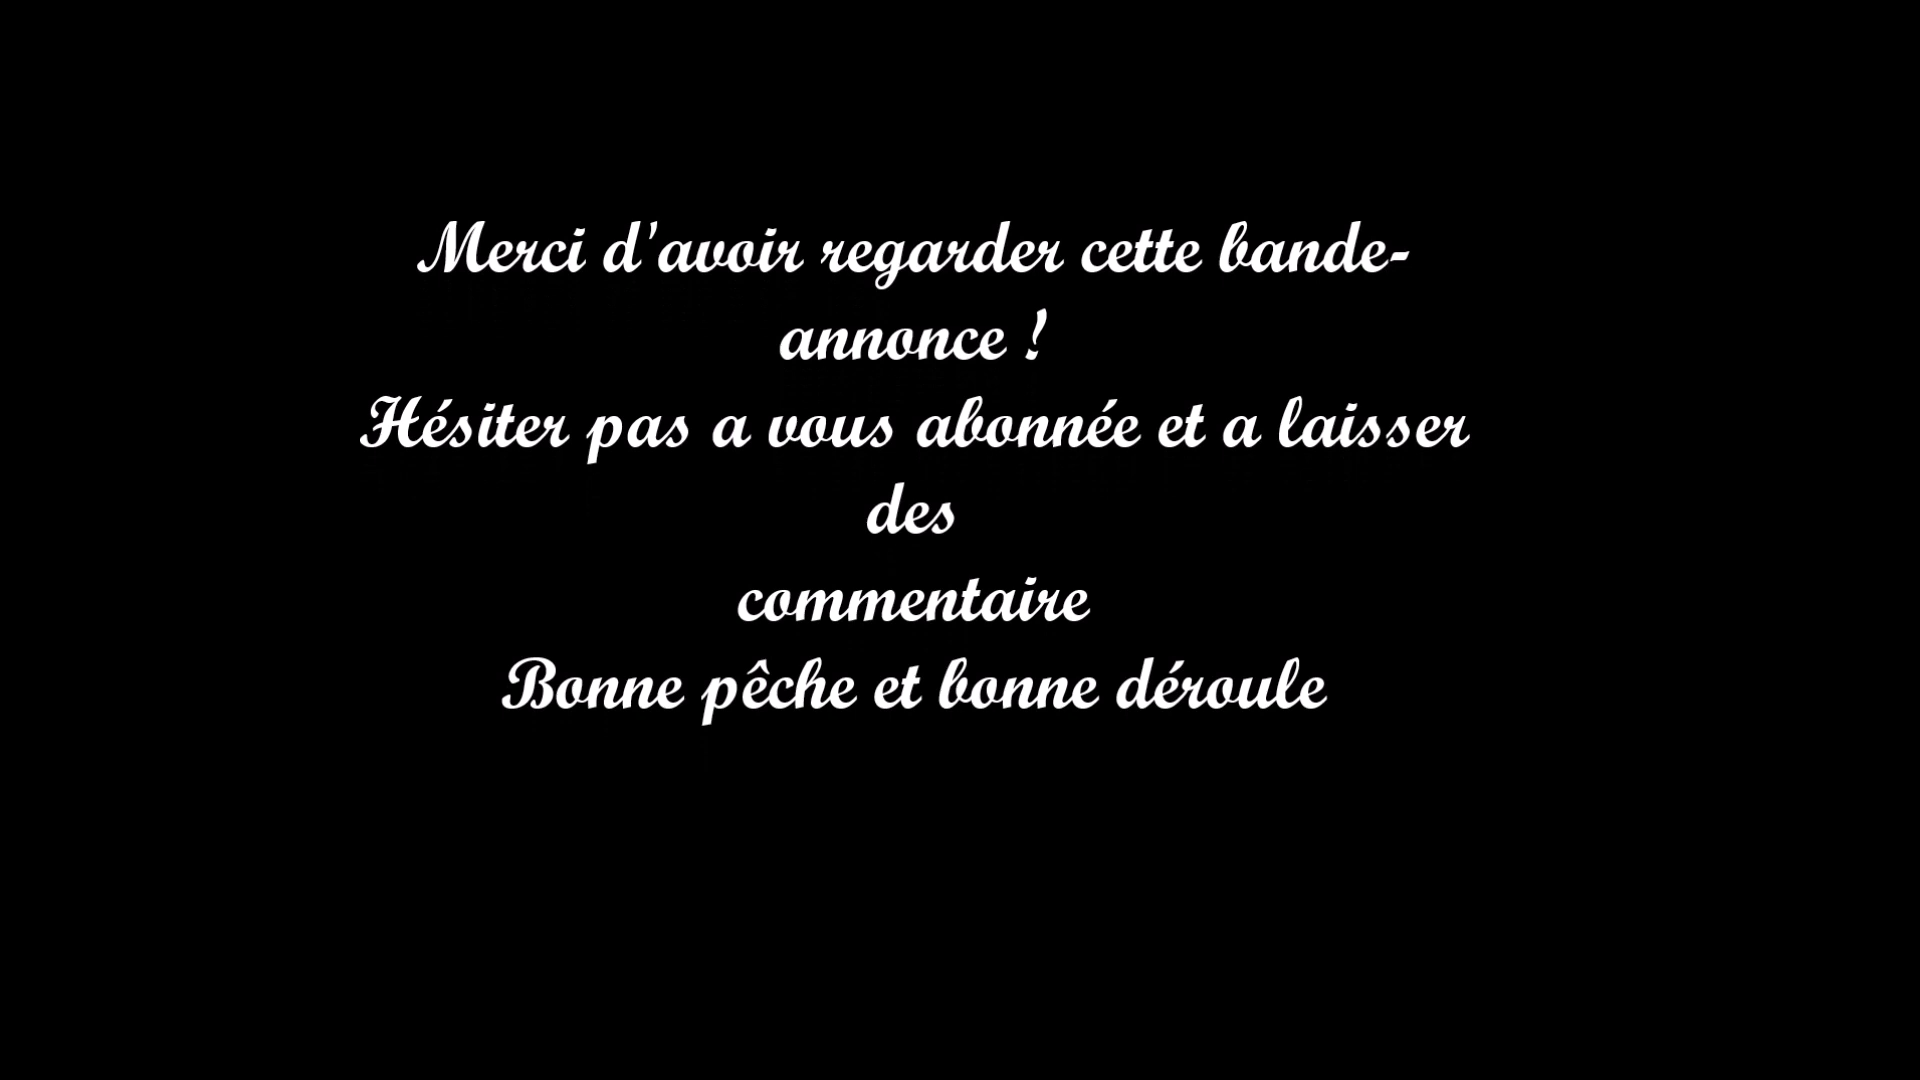 Merci d'avoir regarder cette bande-
annonce !
Hésiter pas a vous abonnée et a laisser
des
commentaire
Bonne pêche et bonne déroule